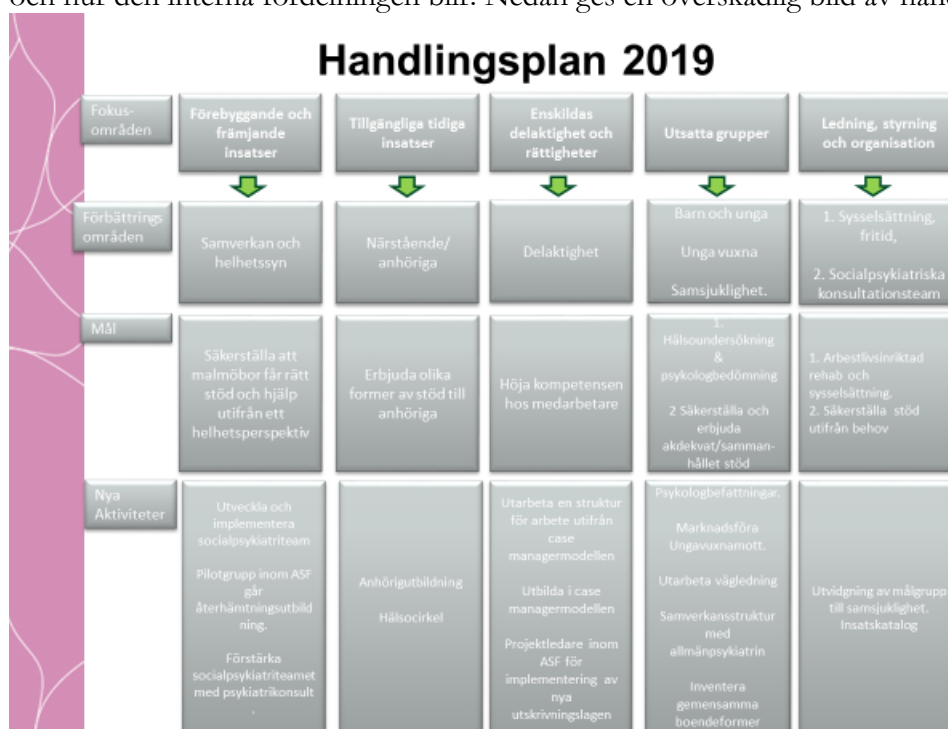 och hur den interna fördelningen blir. Nedan ges en överskådlig bild av
Handlingsplan 2019
Fokus-
områden
Förebyggande och
främjande
insatser
Tillgängliga tidiga
insatser
Enskildas
delaktighet och
rättigheter
Utsatta grupper
Ledning, styrning
och organisation
Förbättrings
områden
Samverkan och
helhetssyn
Närstående/
anhöriga
Delaktighet
Barn och unga
Unga vuxna
Samsjuklighet.
1. Sysselsättning,
fritid,
2. Socialpsykiatriska
konsultationsteam
Mål
Säkerställa att
malmöbor får rätt
stöd och hjälp
utifrån ett
helhetsperspektiv
Erbjuda olika
former av stöd till
anhöriga
Höja kompetensen
hos medarbetare
1.
Hälsoundersökning
&
psykologbedömning
2 Säkerställa och
erbjuda
akdekvat/samman-
hållet stöd
1. Arbestlivsinriktad
rehab och
sysselsättning.
2. Säkerställa stöd
utifrån behov
Nya
Aktiviteter
Utveckla och
implementera
socialpsykiatriteam
Pilotgrupp inom ASF
går
återhämtningsutbild
ning.
Förstärka
socialpsykiatriteamet
med psykiatrikonsult
.
Anhörigutbildning
Hälsocirkel
Utarbeta en struktur
för arbete utifrån
case
managermodellen
Utbilda i case
managermodellen
Projektledare inom
ASF för
implementering av
nya
utskrivningslagen
Psykologbefattningar.
Marknadsföra
Ungavuxnamott.
Utarbeta vägledning
Samverkansstruktur
med
allmänpsykiatrin
Inventera
gemensamma
boendeformer
Utvidgning av målgrupp
till samsjuklighet.
Insatskatalog